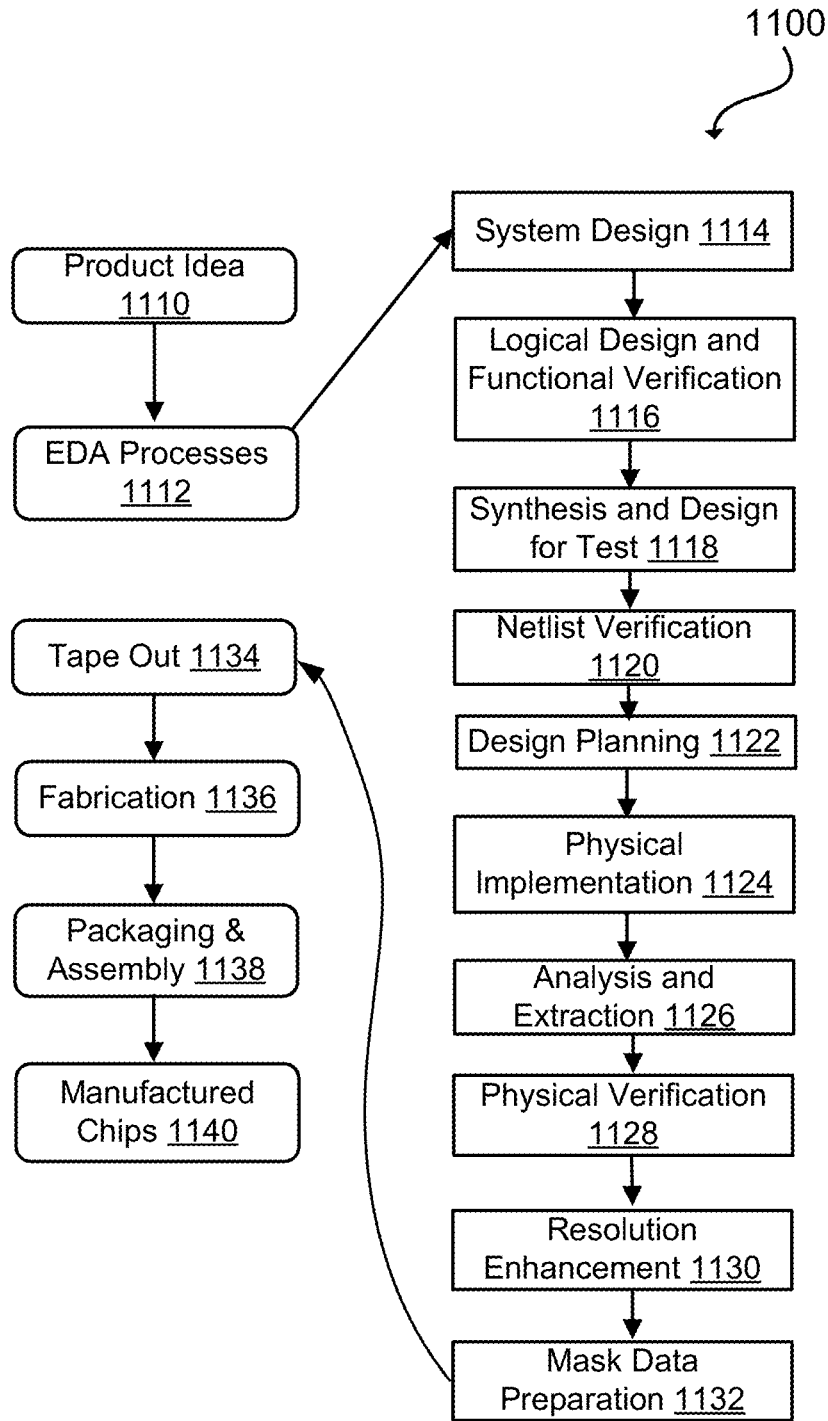 1100
Product Idea
1110
EDA Processes
1112
System Design 1114
Logical Design and
Functional Verification
1116
Synthesis and Design
for Test 1118
Netlist Verification
1120
Design Planning 1122
Physical
Implementation 1124
Analysis and
Extraction 1126
Physical Verification
1128
Resolution
Enhancement 1130
Mask Data
Preparation 1132
Tape Out 1134
Fabrication 1136
Packaging &
Assembly 1138
Manufactured
Chips 1140